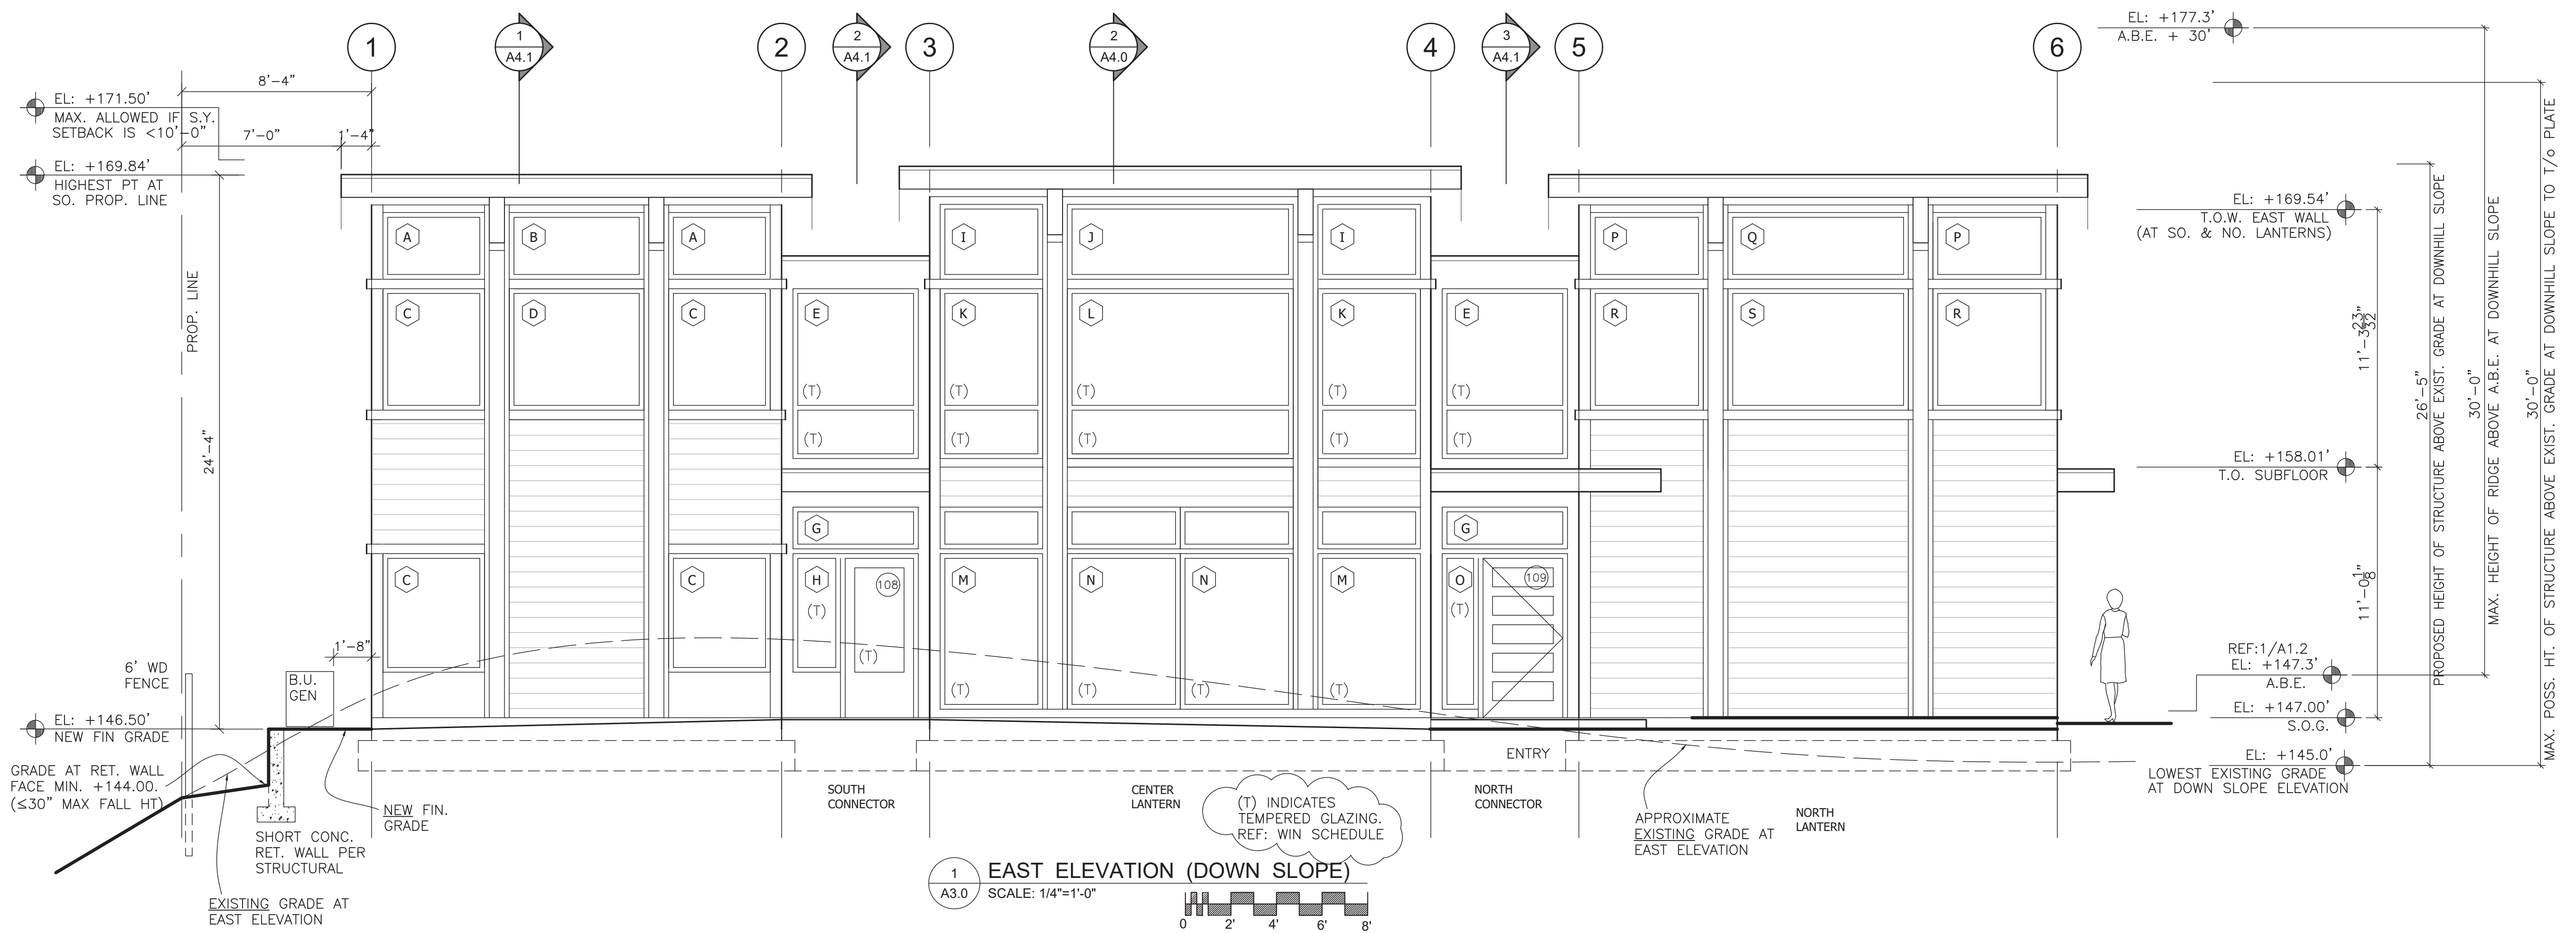 1
1
A4.1
2
2
A4.1
3
2
A4.0
4
3
A4.1
5
6
EL: +177.3'
A.B.E. + 30'
8'-4"
EL: +171.50'
MAX. ALLOWED IF S.Y.
SETBACK IS <10'-0"
7'-0"
1'-4"
EL: +169.84'
HIGHEST PT AT
SO. PROP. LINE
PROP. LINE
24'-4"
A
B
A
I
J
I
P
Q
P
C
D
C
E
K
L
K
E
R
S
R
(T)
(T)
(T)
(T)
(T)
(T)
(T)
(T)
(T)
(T)
G
G
C
C
H
108
M
N
N
M
O
109
(T)
(T)
(T)
(T)
(T)
(T)
(T)
EL: +169.54'
T.O.W. EAST WALL
(AT SO. & NO. LANTERNS)
11'-3 23/32"
EL: +158.01'
T.O. SUBFLOOR
11'-0 1/8"
REF:1/A1.2
EL: +147.3'
A.B.E.
EL: +147.00'
S.O.G.
EL: +145.0'
LOWEST EXISTING GRADE
AT DOWN SLOPE ELEVATION
26'-5"
PROPOSED HEIGHT OF STRUCTURE ABOVE EXIST. GRADE AT DOWNHILL SLOPE
30'-0"
MAX. HEIGHT OF RIDGE ABOVE A.B.E. AT DOWNHILL SLOPE
30'-0"
MAX. POSS. HT. OF STRUCTURE ABOVE EXIST. GRADE AT DOWNHILL SLOPE TO T/o PLATE
1'-8"
6' WD
FENCE
B.U.
GEN
EL: +146.50'
NEW FIN GRADE
GRADE AT RET. WALL
FACE MIN. +144.00.
(≤30" MAX FALL HT)
NEW FIN.
GRADE
SHORT CONC.
RET. WALL PER
STRUCTURAL
EXISTING GRADE AT
EAST ELEVATION
ENTRY
SOUTH
CONNECTOR
CENTER
LANTERN
(T) INDICATES
TEMPERED GLAZING.
REF: WIN SCHEDULE
NORTH
CONNECTOR
APPROXIMATE
EXISTING GRADE AT
EAST ELEVATION
NORTH
LANTERN
1
A3.0
EAST ELEVATION (DOWN SLOPE)
SCALE: 1/4"=1'-0"
0 2' 4' 6' 8'